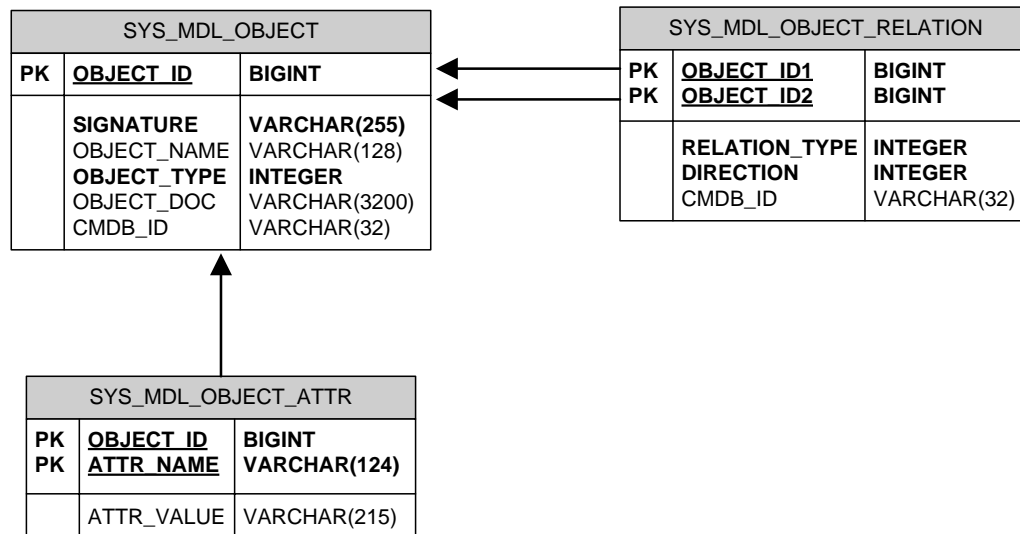 SYS_MDL_OBJECT
PK OBJECT_ID BIGINT
SIGNATURE VARCHAR(255)
OBJECT_NAME VARCHAR(128)
OBJECT_TYPE INTEGER
OBJECT_DOC VARCHAR(3200)
CMDB_ID VARCHAR(32)
SYS_MDL_OBJECT_RELATION
PK OBJECT_ID1 BIGINT
PK OBJECT_ID2 BIGINT
RELATION_TYPE INTEGER
DIRECTION INTEGER
CMDB_ID VARCHAR(32)
SYS_MDL_OBJECT_ATTR
PK OBJECT_ID BIGINT
PK ATTR_NAME VARCHAR(124)
ATTR_VALUE VARCHAR(215)